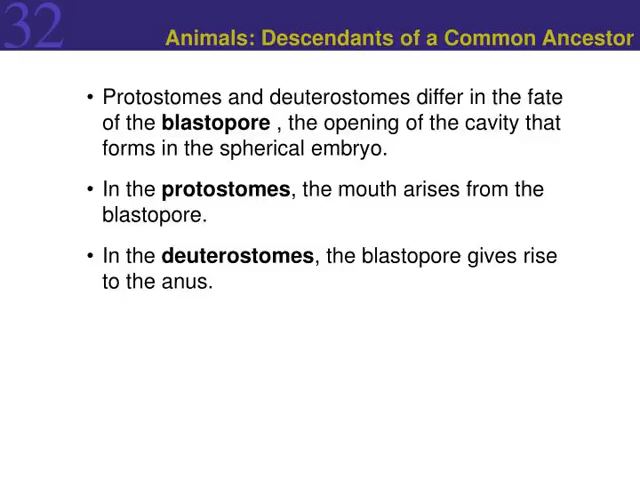 32
Animals: Descendants of a Common Ancestor
• Protostomes and deuterostomes differ in the fate
of the blastopore , the opening of the cavity that
forms in the spherical embryo.
• In the protostomes, the mouth arises from the
blastopore.
• In the deuterostomes, the blastopore gives rise
to the anus.